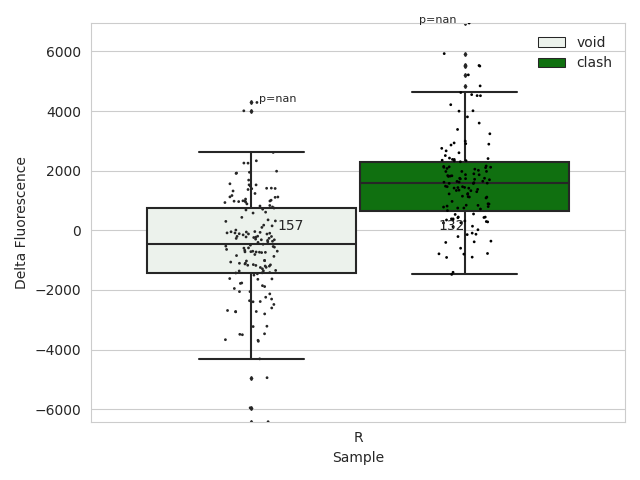 p=nan
6000
void
clash
p=nan
4000
2000
0
157
132
−2000
−4000
−6000
Delta Fluorescence
R
Sample